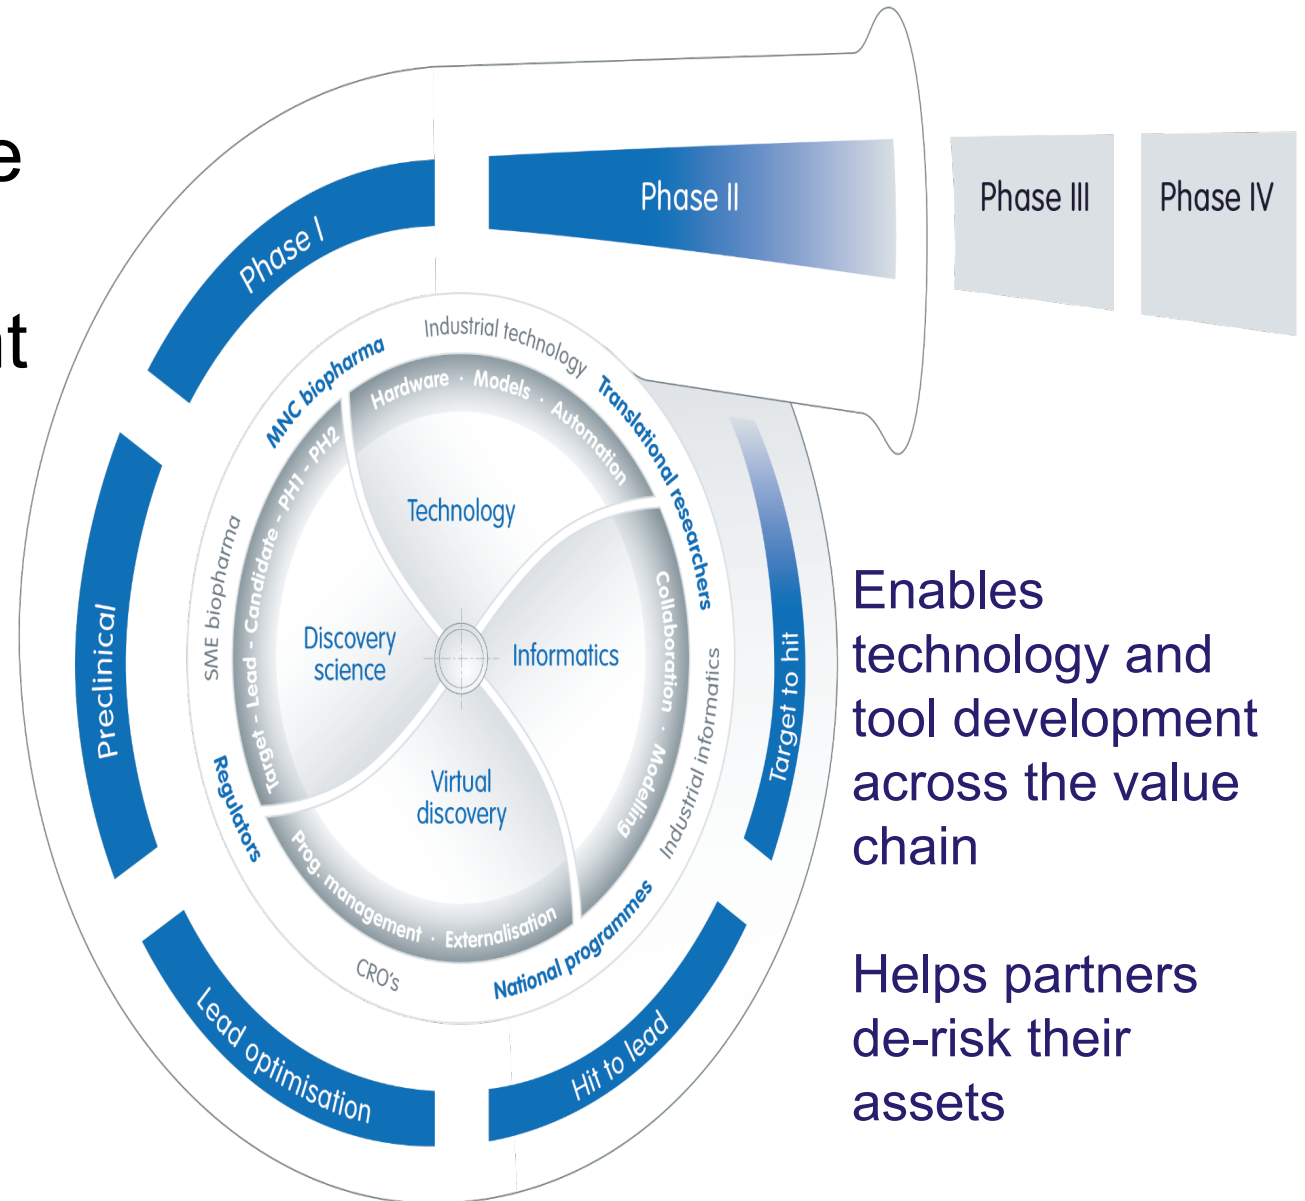 e
nt
Phase I
Phase II
Phase III
Phase IV
Industrial technology
MNC biopharma
Translational researchers
Hardware · Models · Automation
Target - Lead - Candidate - PH1 - PH2
SME biopharma
Technology
Discovery
science
Informatics
Virtual
discovery
Collaboration · Modelling
Industrial informatics
Target to hit
Preclinical
Regulators
Prog. management · Externalisation
CRO's
National programmes
Lead optimisation
Hit to lead
Enables
technology and
tool development
across the value
chain
Helps partners
de-risk their
assets